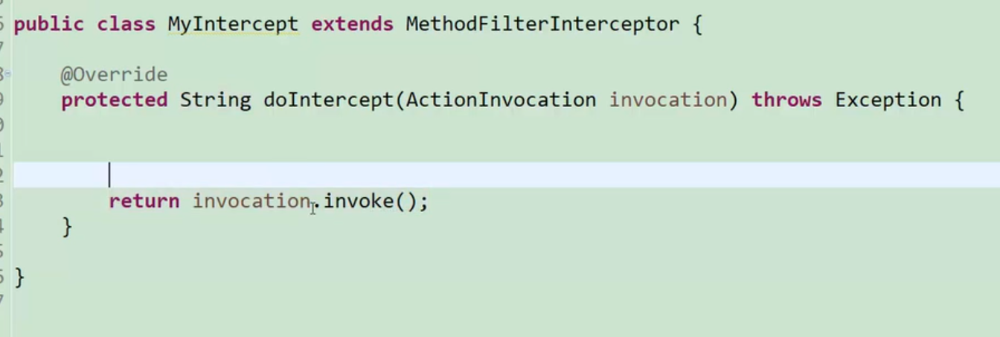 public class MyIntercept extends MethodFilterInterceptor {
@Override
protected String doIntercept(ActionInvocation invocation) throws Exception {
return invocation.invoke();
}
}